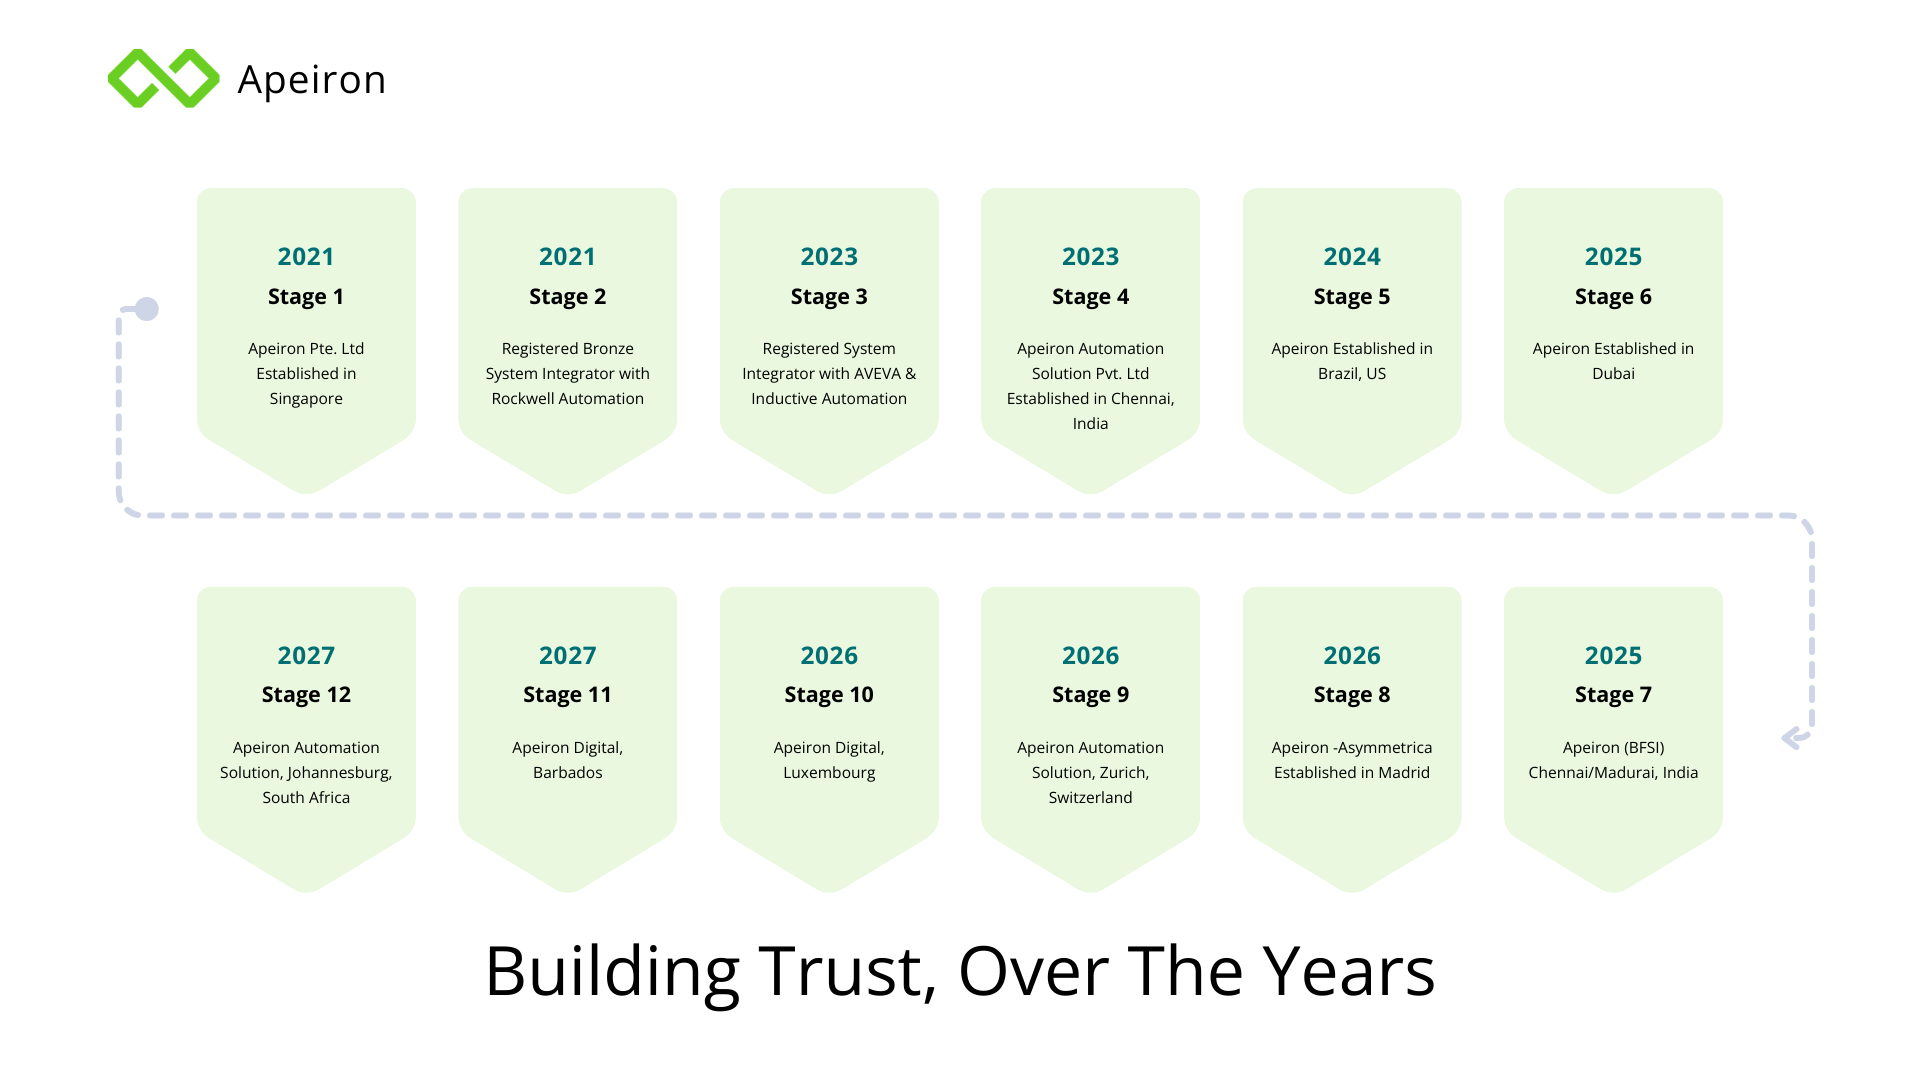 Apeiron
2021
Stage 1
Apeiron Pte. Ltd
Established in
Singapore
2021
Stage 2
Registered Bronze
System Integrator with
Rockwell Automation
2023
Stage 3
Registered System
Integrator with AVEVA &
Inductive Automation
2023
Stage 4
Apeiron Automation
Solution Pvt. Ltd
Established in Chennai,
India
2024
Stage 5
Apeiron Established in
Brazil, US
2025
Stage 6
Apeiron Established in
Dubai
2025
Stage 7
Apeiron (BFSI)
Chennai/Madurai, India
2026
Stage 8
Apeiron -Asymmetrica
Established in Madrid
2026
Stage 9
Apeiron Automation
Solution, Zurich,
Switzerland
2026
Stage 10
Apeiron Digital,
Luxembourg
2027
Stage 11
Apeiron Digital,
Barbados
2027
Stage 12
Apeiron Automation
Solution, Johannesburg,
South Africa
Building Trust, Over The Years